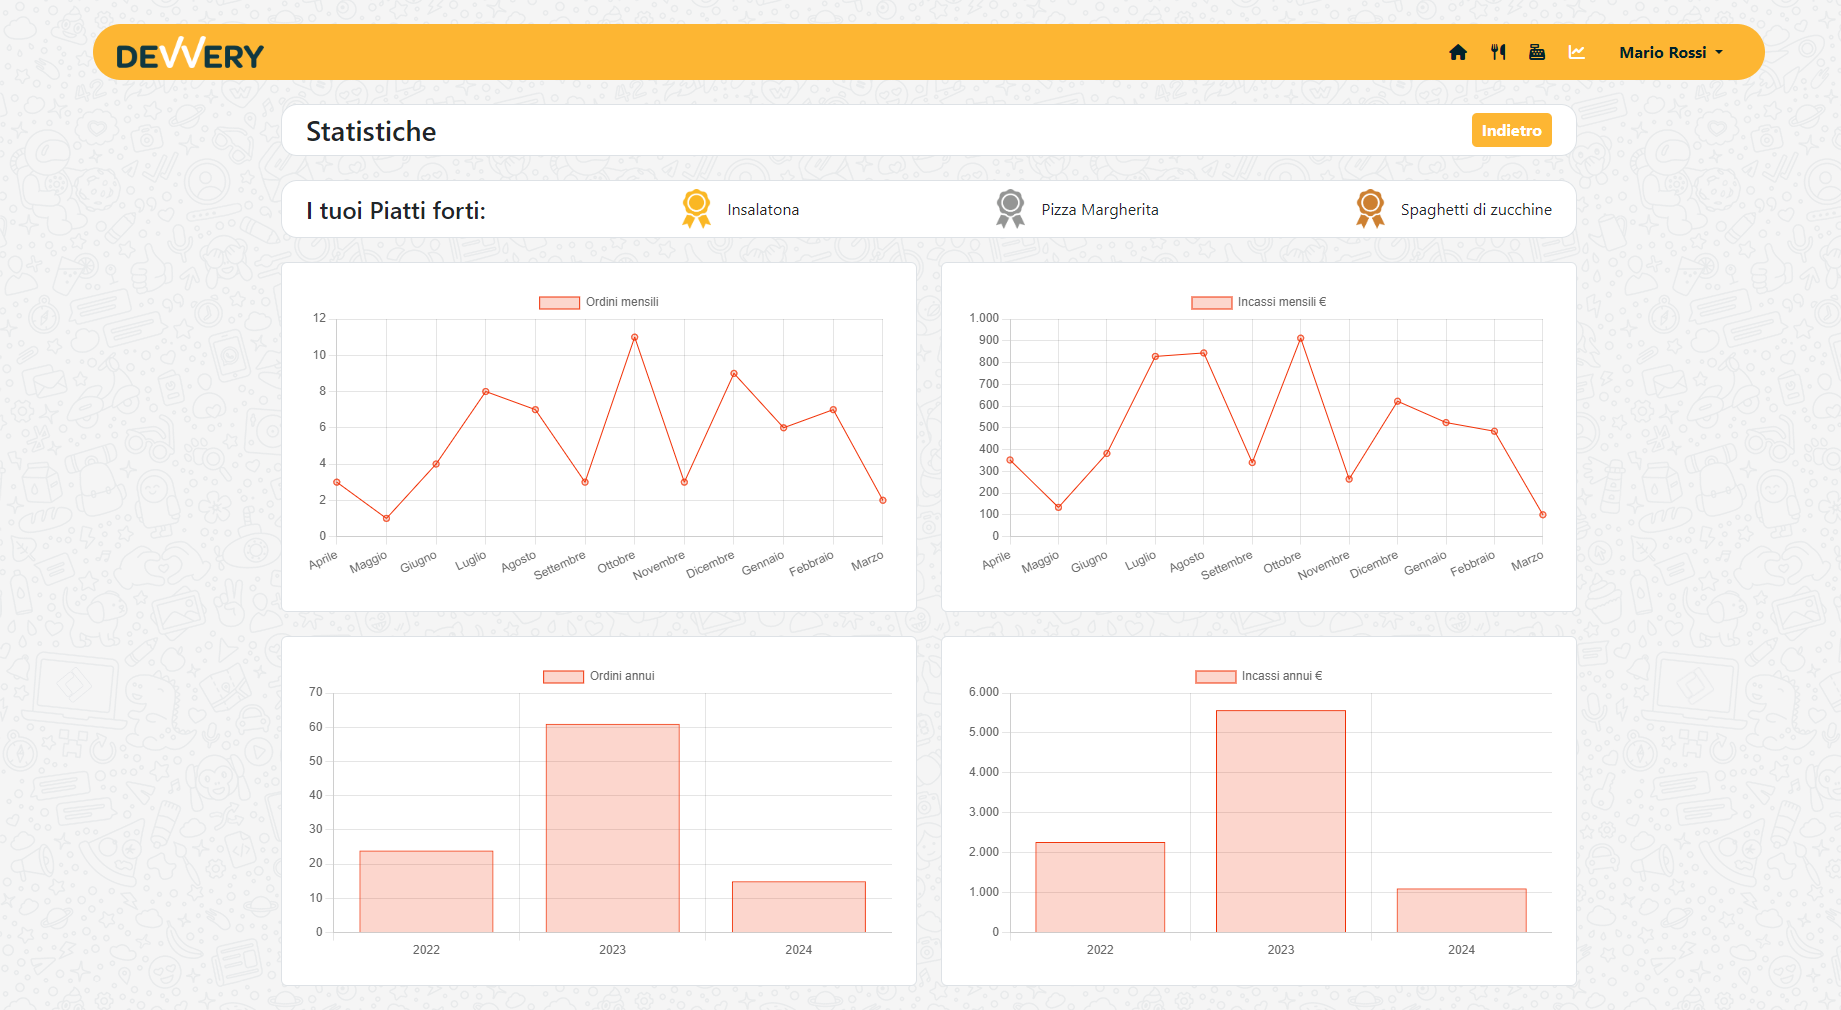 DEVVERY
Mario Rossi
Statistiche
Indietro
I tuoi Piatti forti:
Insalatona
Pizza Margherita
Spaghetti di zucchine
Ordini mensili
12
10
8
6
4
2
0
Aprile
Maggio
Giugno
Luglio
Agosto
Settembre
Ottobre
Novembre
Dicembre
Gennaio
Febbraio
Marzo
Incassi mensili €
1.000
900
800
700
600
500
400
300
200
100
0
Aprile
Maggio
Giugno
Luglio
Agosto
Settembre
Ottobre
Novembre
Dicembre
Gennaio
Febbraio
Marzo
Ordini annui
70
60
50
40
30
20
10
0
2022
2023
2024
Incassi annui €
6.000
5.000
4.000
3.000
2.000
1.000
0
2022
2023
2024